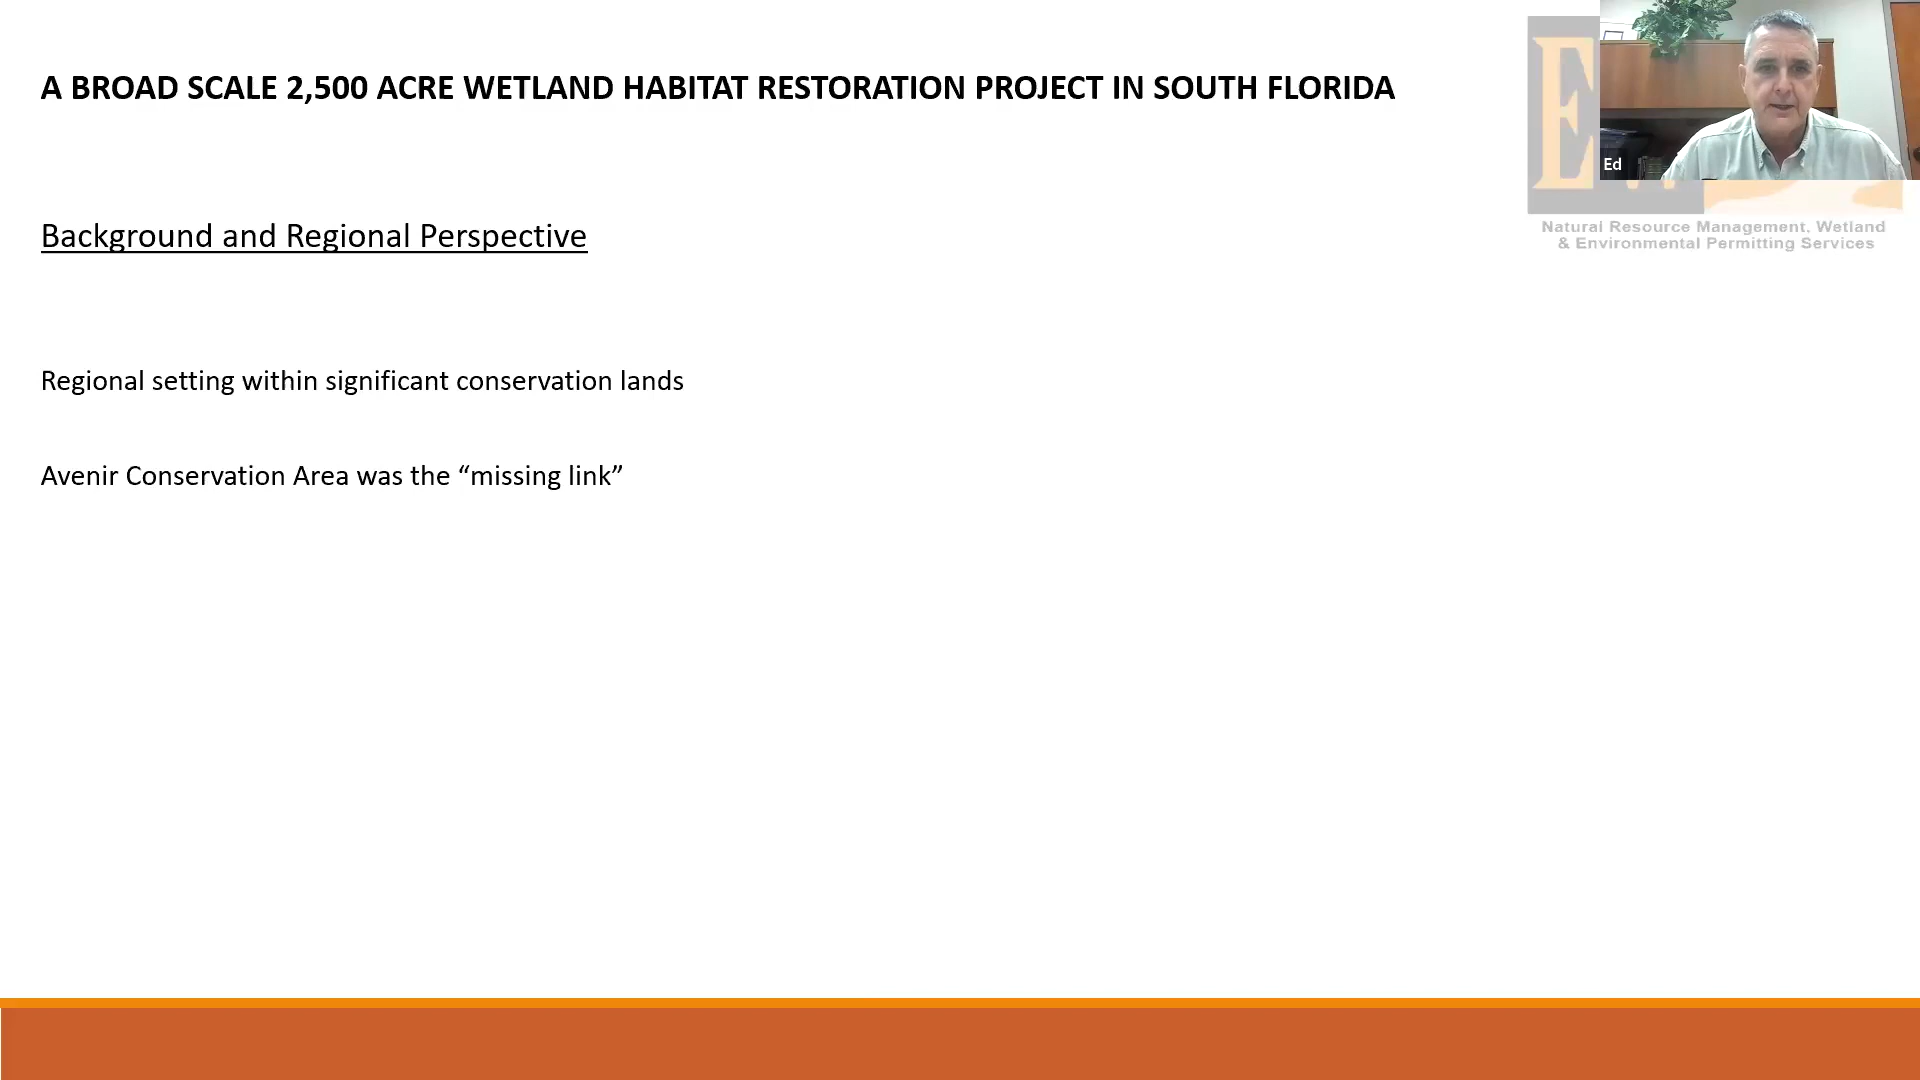 A BROAD SCALE 2,500 ACRE WETLAND HABITAT RESTORATION PROJECT IN SOUTH FLORIDA
Ed
Natural Resource Management, Wetland
& Environmental Permitting Services
Background and Regional Perspective
Regional setting within significant conservation lands
Avenir Conservation Area was the “missing link”